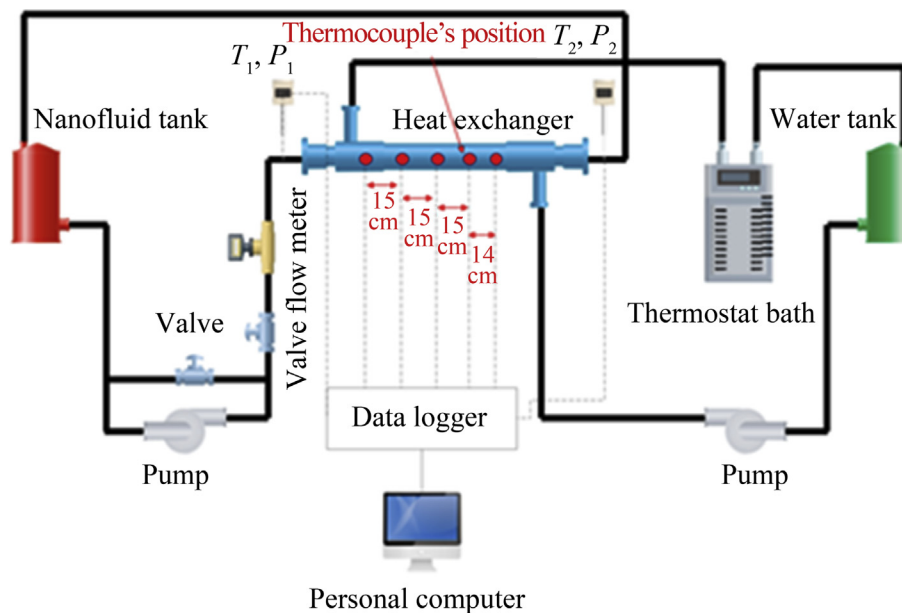 Thermocouple's position
T1, P1
T2, P2
Nanofluid tank
Heat exchanger
Water tank
15
cm
15
cm
15
cm
14
cm
Valve flow meter
Valve
Thermostat bath
Data logger
Pump
Pump
Personal computer